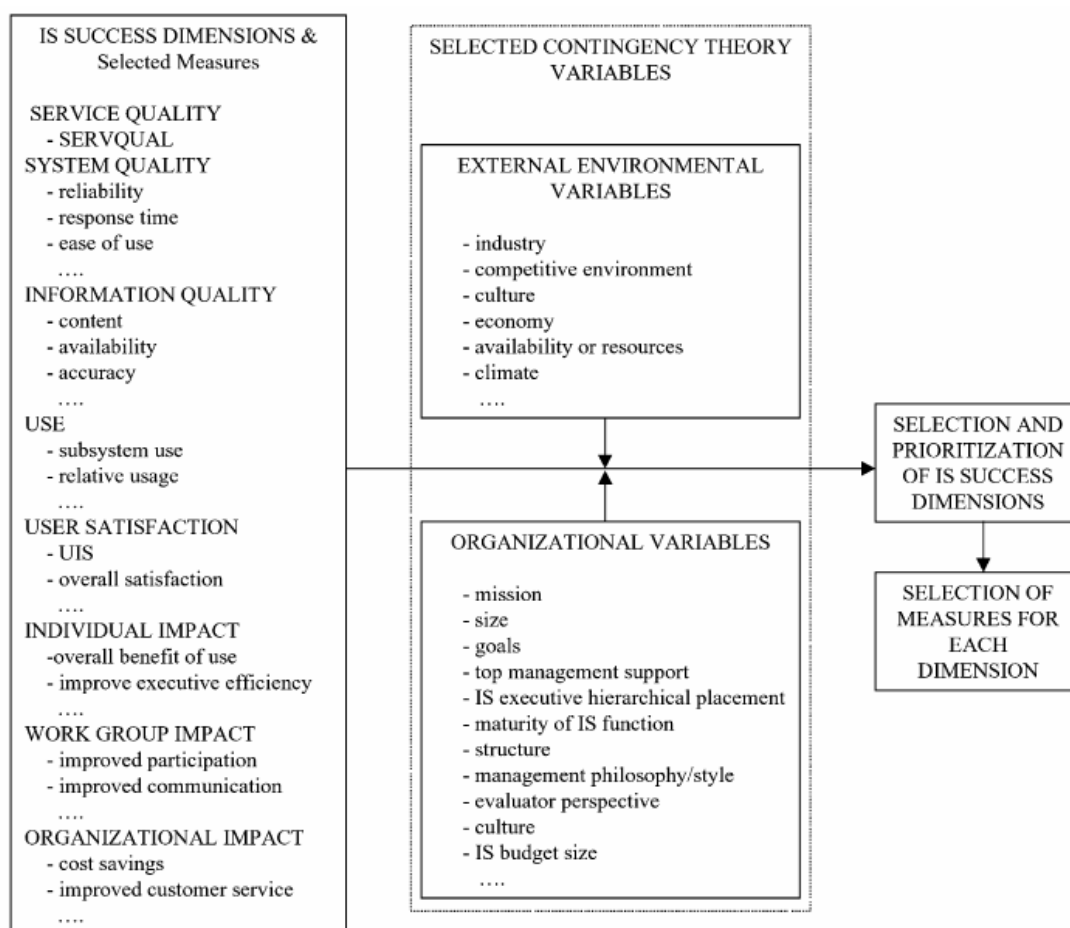 IS SUCCESS DIMENSIONS &
Selected Measures
SERVICE QUALITY
- SERVQUAL
SYSTEM QUALITY
- reliability
- response time
- ease of use
....
INFORMATION QUALITY
- content
- availability
- accuracy
....
USE
- subsystem use
- relative usage
....
USER SATISFACTION
- UIS
- overall satisfaction
....
INDIVIDUAL IMPACT
-overall benefit of use
- improve executive efficiency
....
WORK GROUP IMPACT
- improved participation
- improved communication
....
ORGANIZATIONAL IMPACT
- cost savings
- improved customer service
....
SELECTED CONTINGENCY THEORY
VARIABLES
EXTERNAL ENVIRONMENTAL
VARIABLES
- industry
- competitive environment
- culture
- economy
- availability or resources
- climate
....
ORGANIZATIONAL VARIABLES
- mission
- size
- goals
- top management support
- IS executive hierarchical placement
- maturity of IS function
- structure
- management philosophy/style
- evaluator perspective
- culture
- IS budget size
....
SELECTION AND
PRIORITIZATION
OF IS SUCCESS
DIMENSIONS
SELECTION OF
MEASURES FOR
EACH
DIMENSION